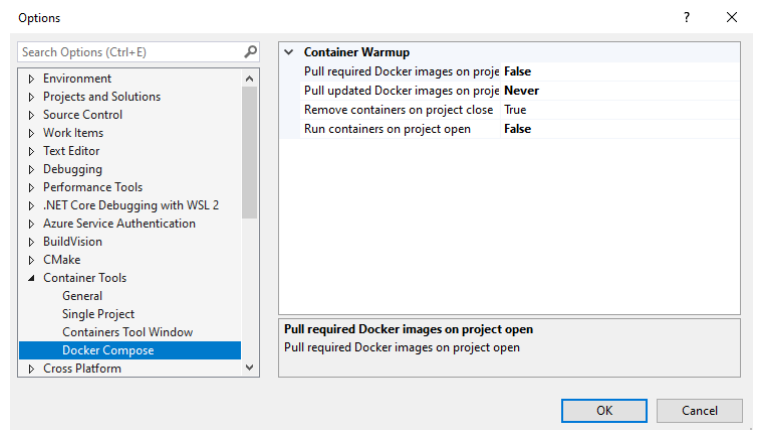 Options
?
Search Options (Ctrl+E)
Environment
Projects and Solutions
Source Control
Work Items
Text Editor
Debugging
Performance Tools
.NET Core Debugging with WSL 2
Azure Service Authentication
BuildVision
CMake
Container Tools
General
Single Project
Containers Tool Window
Docker Compose
Cross Platform
Container Warmup
Pull required Docker images on proje False
Pull updated Docker images on proje Never
Remove containers on project close True
Run containers on project open False
Pull required Docker images on project open
Pull required Docker images on project open
OK
Cancel